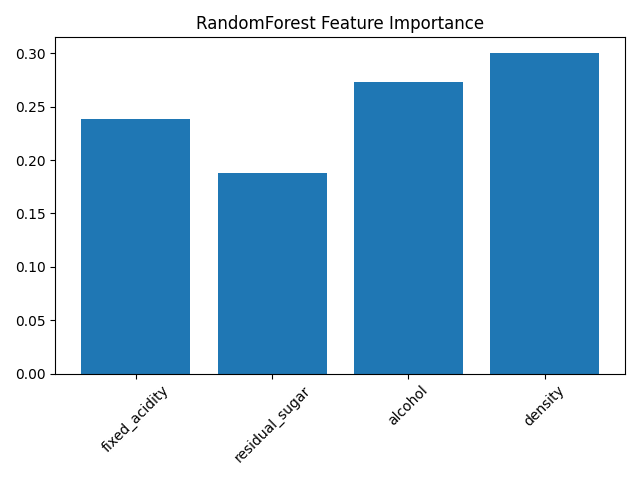 RandomForest Feature Importance
0.30
0.25
0.20
0.15
0.10
0.05
0.00
fixed_acidity
residual_sugar
alcohol
density